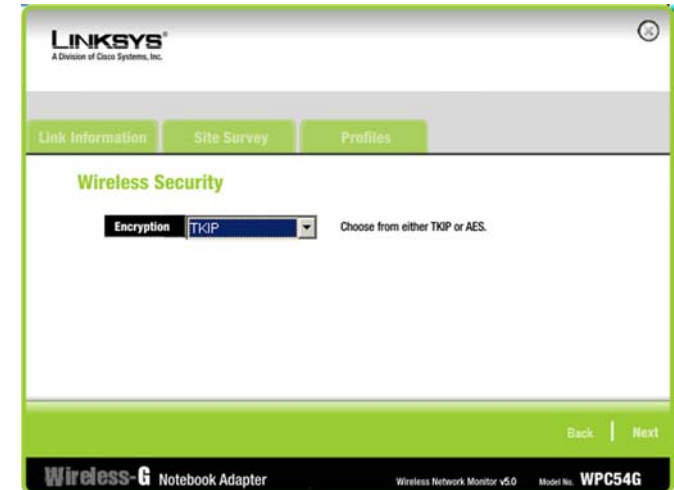 LINKSYS®
A Division of Cisco Systems, Inc.
Link Information Site Survey Profiles
Wireless Security
Encryption TKIP Choose from either TKIP or AES.
Back Next
Wireless-G Notebook Adapter Wireless Network Monitor v5.0 Model No. WPC54G